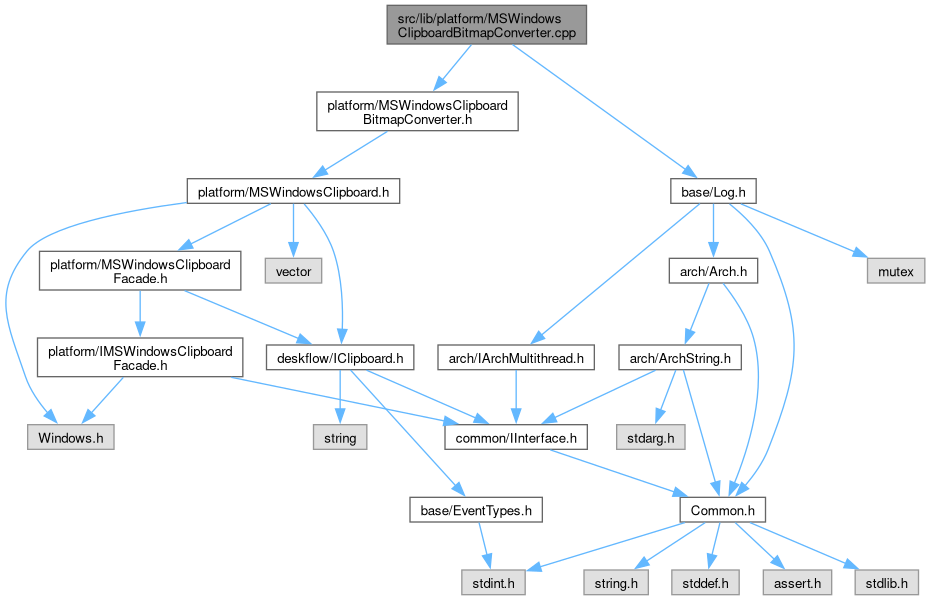 src/lib/platform/MSWindows
ClipboardBitmapConverter.cpp
platform/MSWindowsClipboard
BitmapConverter.h
platform/MSWindowsClipboard.h
base/Log.h
platform/MSWindowsClipboard
Facade.h
vector
arch/Arch.h
mutex
platform/IMSWindowsClipboard
Facade.h
deskflow/IClipboard.h
arch/IArchMultithread.h
arch/ArchString.h
Windows.h
string
common/IInterface.h
stdarg.h
base/EventTypes.h
Common.h
stdint.h
string.h
stddef.h
assert.h
stdlib.h